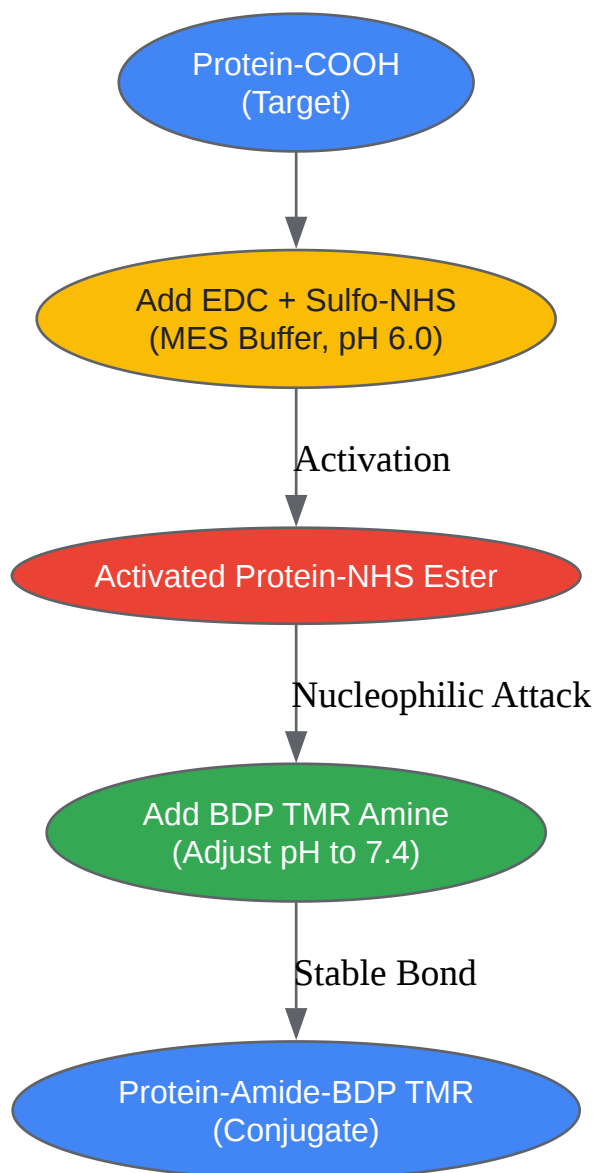 Protein-COOH
(Target)
Add EDC + Sulfo-NHS
(MES Buffer, pH 6.0)
Activation
Activated Protein-NHS Ester
Nucleophilic Attack
Add BDP TMR Amine
(Adjust pH to 7.4)
Stable Bond
Protein-Amide-BDP TMR
(Conjugate)